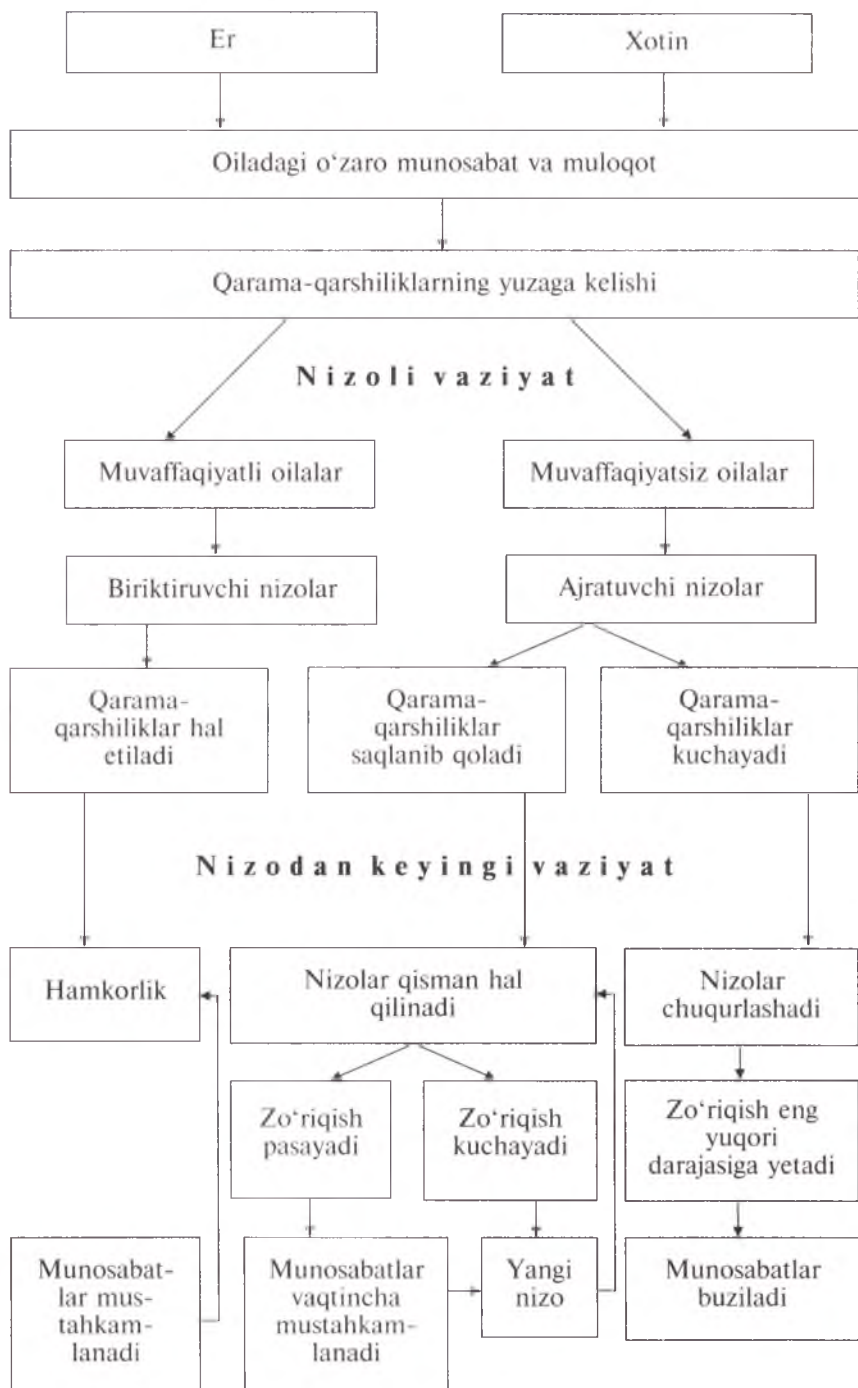 Er
Xotin
Oiladagi o‘zaro munosabat va muloqot
Qarama-qarshiliklarning yuzaga kelishi
Nizoli vaziyat
Muvaffaqiyatli oilalar
Muvaffaqiyatsiz oilalar
Biriktiruvchi nizolar
Ajratuvchi nizolar
Qarama-
qarshiliklar hal
etiladi
Qarama-
qarshiliklar
saqlanib qoladi
Qarama-
qarshiliklar
kuchayadi
Nizodan keyingi vaziyat
Hamkorlik
Nizolar qisman hal
qilinadi
Nizolar
chuqurlashadi
Zo‘riqish
pasayadi
Zo‘riqish
kuchayadi
Zo‘riqish eng
yuqori
darajasiga yetadi
Munosabat-
lar mus-
tahkam-
lanadi
Munosabatlar
vaqtincha
mustahkam-
lanadi
Yangi
nizo
Munosabatlar
buziladi